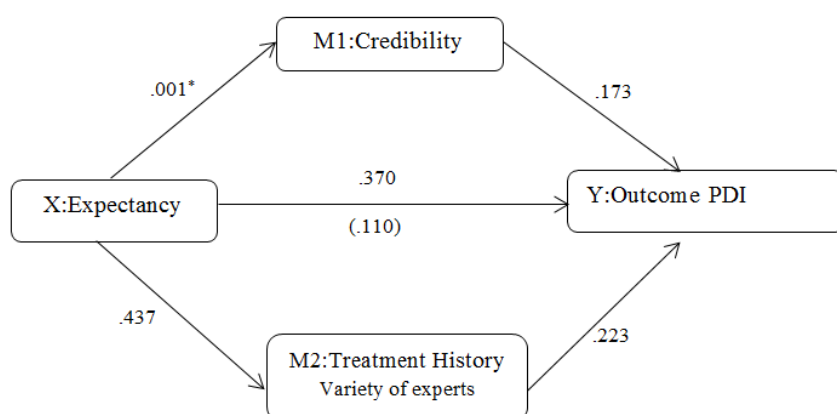 M1:Credibility
.001*
.173
.370
X:Expectancy
Y:Outcome PDI
(.110)
.437
.223
M2:Treatment History
Variety of experts